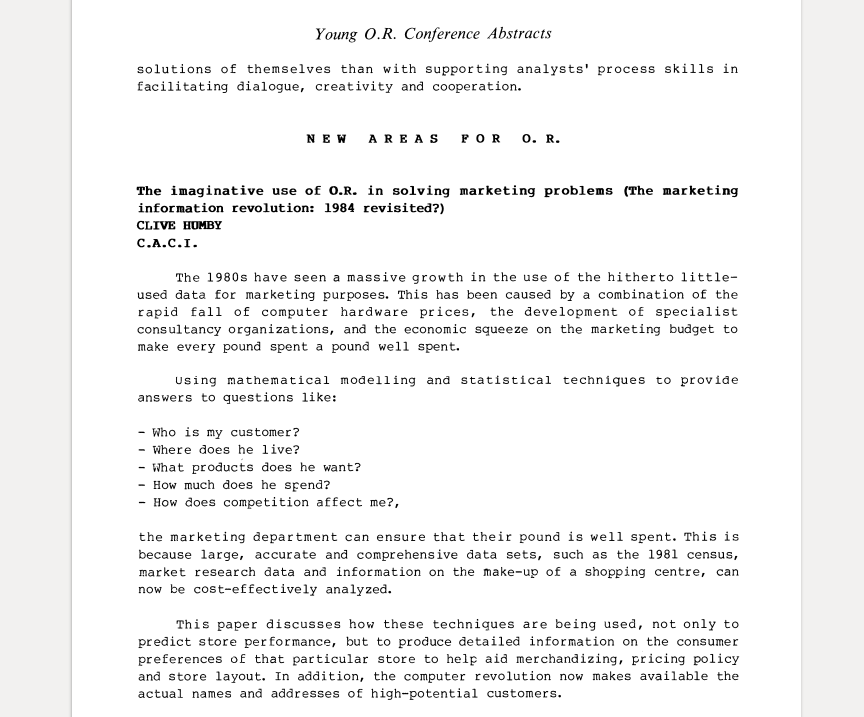 Young O.R. Conference Abstracts
solutions of themselves than with supporting analysts' process skills in
facilitating dialogue, creativity and cooperation.
NEW AREAS FOR O.R.
The imaginative use of O.R. in solving marketing problems (The marketing
information revolution: 1984 revisited?)
CLIVE HUMBY
C.A.C.I.
The 1980s have seen a massive growth in the use of the hitherto little-
used data for marketing purposes. This has been caused by a combination of the
rapid fall of computer hardware prices, the development of specialist
consultancy organizations, and the economic squeeze on the marketing budget to
make every pound spent a pound well spent.
Using mathematical modelling and statistical techniques to provide
answers to questions like:
- Who is my customer?
- Where does he live?
- What products does he want?
- How much does he spend?
- How does competition affect me?,
the marketing department can ensure that their pound is well spent. This is
because large, accurate and comprehensive data sets, such as the 1981 census,
market research data and information on the make-up of a shopping centre, can
now be cost-effectively analyzed.
This paper discusses how these techniques are being used, not only to
predict store performance, but to produce detailed information on the consumer
preferences of that particular store to help aid merchandizing, pricing policy
and store layout. In addition, the computer revolution now makes available the
actual names and addresses of high-potential customers.